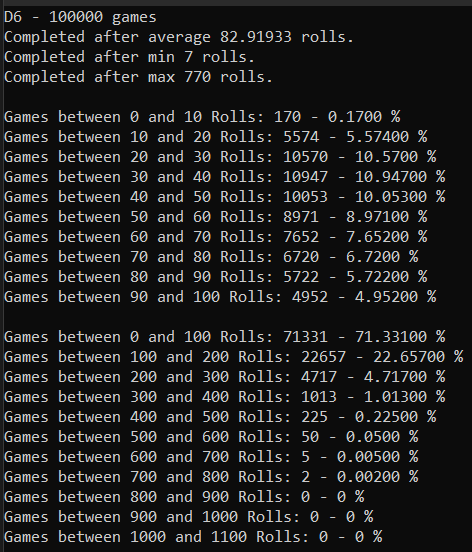 D6 - 100000 games
Completed after average 82.91933 rolls.
Completed after min 7 rolls.
Completed after max 770 rolls.
Games between 0 and 10 Rolls: 170 - 0.1700 %
Games between 10 and 20 Rolls: 5574 - 5.57400 %
Games between 20 and 30 Rolls: 10570 - 10.5700 %
Games between 30 and 40 Rolls: 10947 - 10.94700 %
Games between 40 and 50 Rolls: 10053 - 10.05300 %
Games between 50 and 60 Rolls: 8971 - 8.97100 %
Games between 60 and 70 Rolls: 7652 - 7.65200 %
Games between 70 and 80 Rolls: 6720 - 6.7200 %
Games between 80 and 90 Rolls: 5722 - 5.72200 %
Games between 90 and 100 Rolls: 4952 - 4.95200 %
Games between 0 and 100 Rolls: 71331 - 71.33100 %
Games between 100 and 200 Rolls: 22657 - 22.65700 %
Games between 200 and 300 Rolls: 4717 - 4.71700 %
Games between 300 and 400 Rolls: 1013 - 1.01300 %
Games between 400 and 500 Rolls: 225 - 0.22500 %
Games between 500 and 600 Rolls: 50 - 0.0500 %
Games between 600 and 700 Rolls: 5 - 0.00500 %
Games between 700 and 800 Rolls: 2 - 0.00200 %
Games between 800 and 900 Rolls: 0 - 0 %
Games between 900 and 1000 Rolls: 0 - 0 %
Games between 1000 and 1100 Rolls: 0 - 0 %